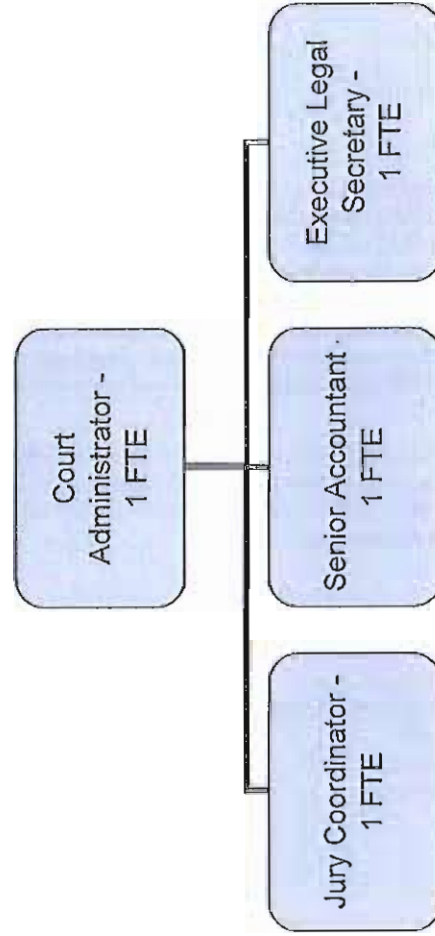 Court
Administrator -
1 FTE
Jury Coordinator -
1 FTE
Senior Accountant -
1 FTE
Executive Legal
Secretary -
1 FTE